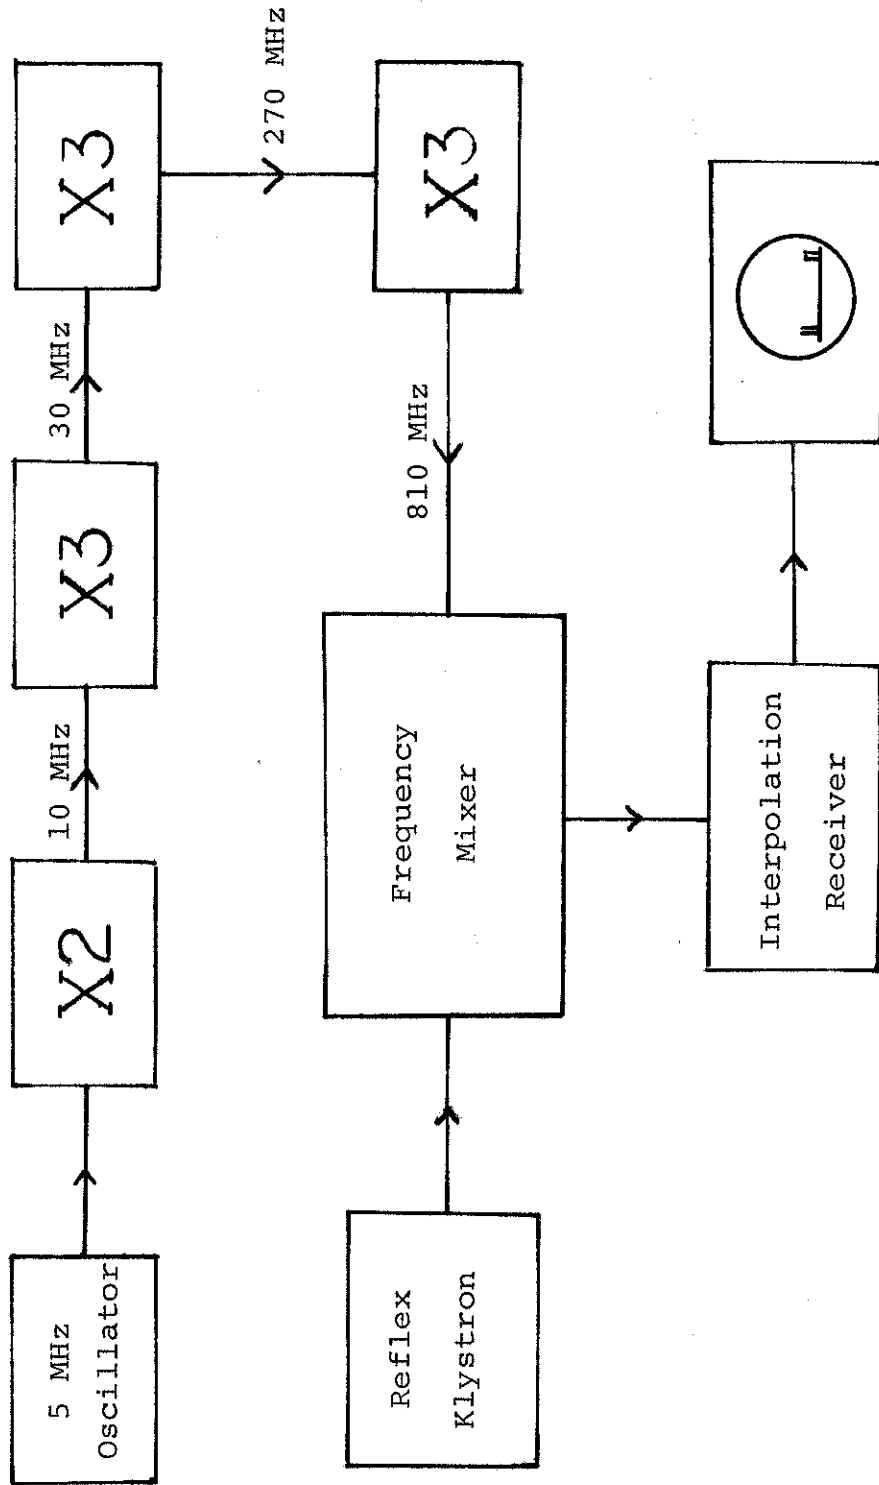 5 MHz
Oscillator
X2
10 MHz
X3
30 MHz
X3
270 MHz
X3
810 MHz
Frequency
Mixer
Reflex
Klystron
Interpolation
Receiver